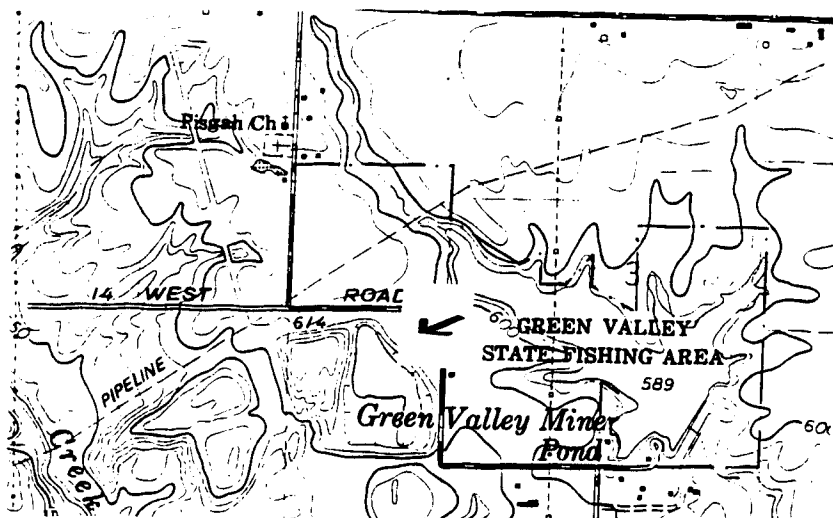 Pisgah Ch
14 WEST ROAD
614
GREEN VALLEY
STATE FISHING AREA
589
PIPELINE
Green Valley Miner
Pond
Creek